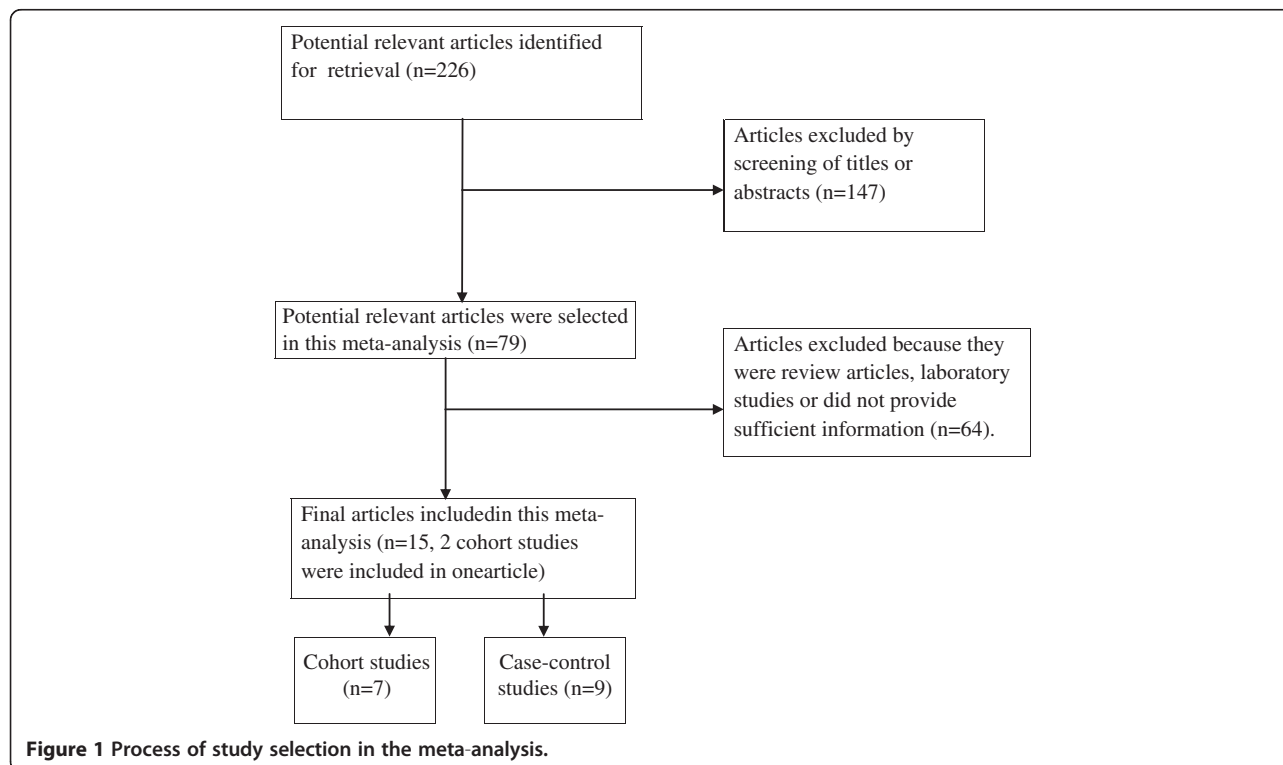 Potential relevant articles identified
for retrieval (n=226)
Articles excluded by
screening of titles or
abstracts (n=147)
Potential relevant articles were selected
in this meta-analysis (n=79)
Articles excluded because they
were review articles, laboratory
studies or did not provide
sufficient information (n=64).
Final articles includedin this meta-
analysis (n=15, 2 cohort studies
were included in onearticle)
Cohort studies
(n=7)
Case-control
studies (n=9)
Figure 1 Process of study selection in the meta-analysis.